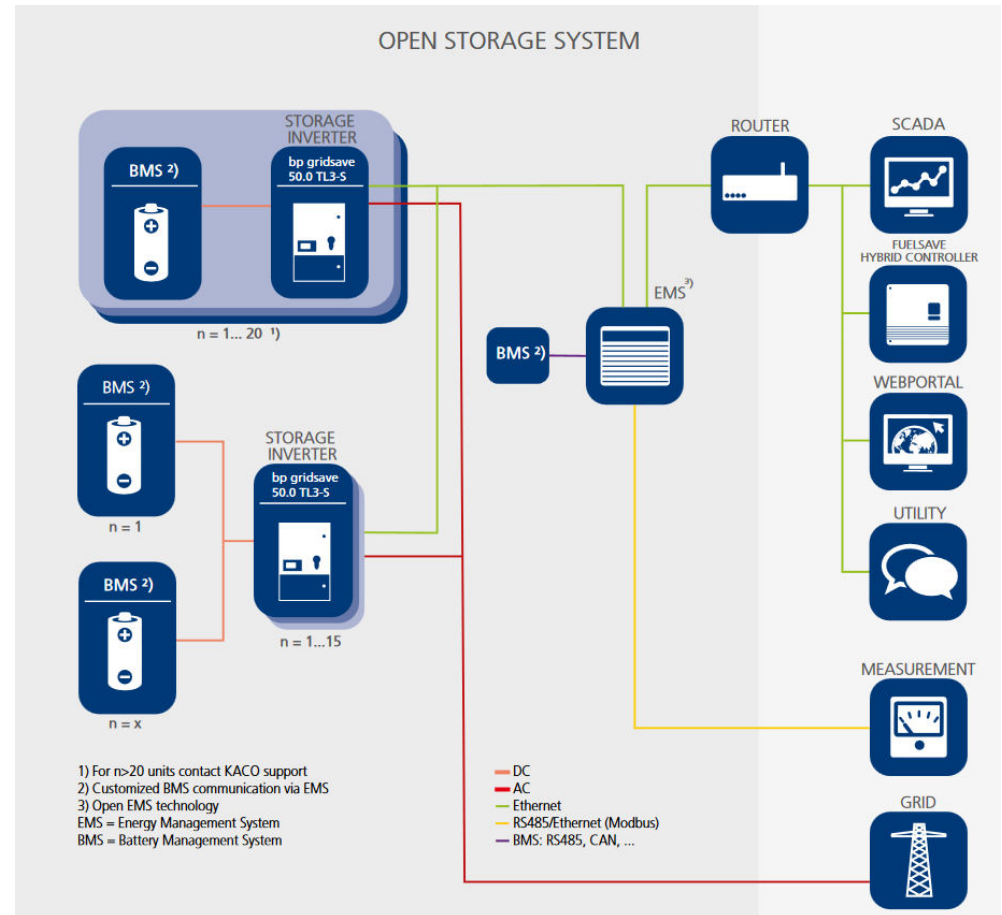 OPEN STORAGE SYSTEM
STORAGE
INVERTER
BMS ²⁾
bp gridsave
50.0 TL3-S
n = 1... 20 ¹⁾
ROUTER
SCADA
FUELSAVE
HYBRID CONTROLLER
EMS³⁾
BMS ²⁾
WEBPORTAL
BMS ²⁾
n = 1
STORAGE
INVERTER
bp gridsave
50.0 TL3-S
n = 1...15
UTILITY
BMS ²⁾
n = x
MEASUREMENT
1) For n>20 units contact KACO support
2) Customized BMS communication via EMS
3) Open EMS technology
EMS = Energy Management System
BMS = Battery Management System
DC
AC
Ethernet
RS485/Ethernet (Modbus)
BMS: RS485, CAN, ...
GRID